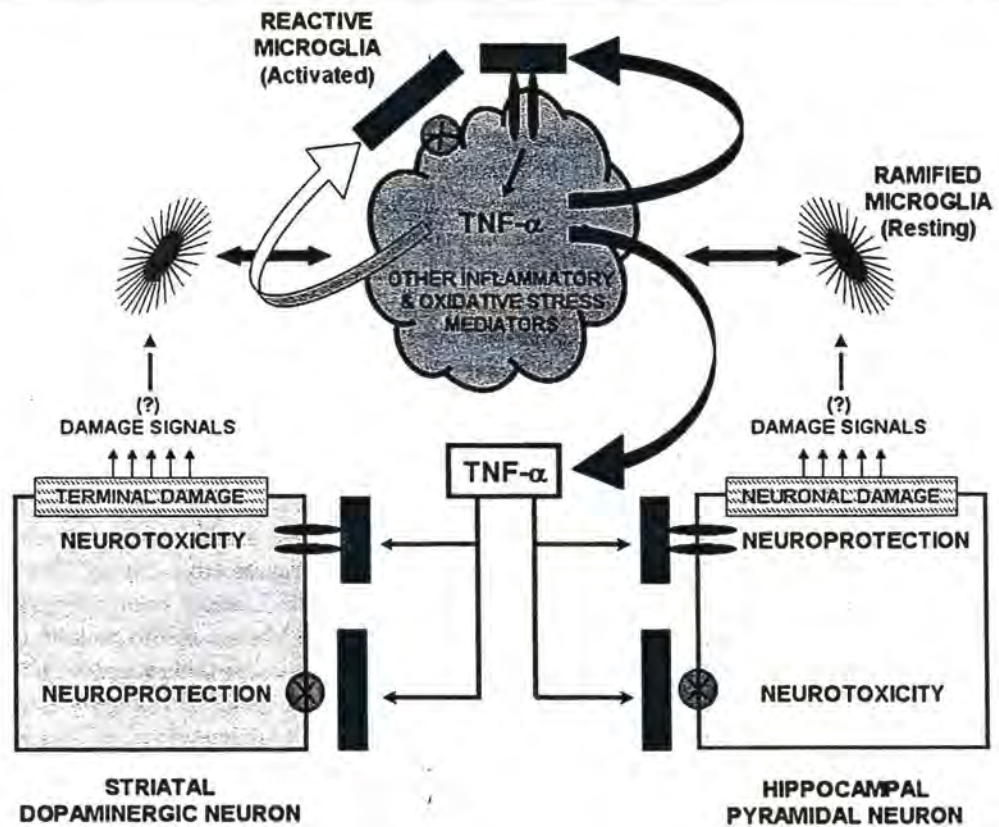 REACTIVE
MICROGLIA
(Activated)
RAMIFIED
MICROGLIA
(Resting)
TNF-α
OTHER INFLAMMATORY
& OXIDATIVE STRESS
MEDIATORS
(?)
DAMAGE SIGNALS
(?)
DAMAGE SIGNALS
TNF-α
TERMINAL DAMAGE
NEUROTOXICITY
NEUROPROTECTION
NEURONAL DAMAGE
NEUROPROTECTION
NEUROTOXICITY
STRIATAL
DOPAMINERGIC NEURON
HIPPOCAMPAL
PYRAMIDAL NEURON